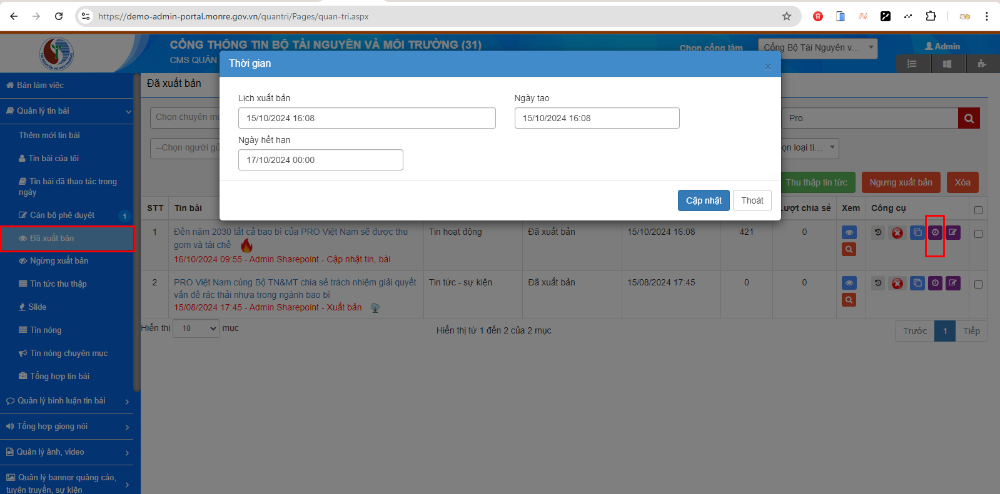 https://demo-admin-portal.monre.gov.vn/quantri/Pages/quan-tri.aspx
CỔNG THÔNG TIN BỘ TÀI NGUYÊN VÀ MÔI TRƯỜNG (31)
CMS QUẢN
Chọn cổng làm
Cổng Bộ Tài Nguyên v...
Admin
Thời gian
×
Lịch xuất bản
Ngày tạo
15/10/2024 16:08
15/10/2024 16:08
Ngày hết hạn
17/10/2024 00:00
Cập nhật
Thoát
Bàn làm việc
Quản lý tin bài
Thêm mới tin bài
Tin bài của tôi
Tin bài đã thao tác trong
ngày
Cán bộ phê duyệt
1
Đã xuất bản
Ngừng xuất bản
Tin tức thu thập
Slide
Tin nóng
Tin nóng chuyên mục
Tổng hợp tin bài
Quản lý bình luận tin bài
Tổng hợp giọng nói
Quản lý ảnh, video
Quản lý banner quảng cáo,
tuyên truyền, sự kiện
Đã xuất bản
Chọn chuyên mụ
Pro
--Chọn người gử
ọn loại ti...
Thu thập tin tức
Ngưng xuất bản
Xóa
STT
Tin bài
Lượt chia sẻ
Xem
Công cụ
1
Đến năm 2030 tất cả bao bì của PRO Việt Nam sẽ được thu
gom và tái chế
16/10/2024 09:55 - Admin Sharepoint - Cập nhật tin, bài
Tin hoạt động
Đã xuất bản
15/10/2024 16:08
421
0
2
PRO Việt Nam cùng Bộ TN&MT chia sẻ trách nhiệm giải quyết
vấn đề rác thải nhựa trong ngành bao bì
15/08/2024 17:45 - Admin Sharepoint - Xuất bản
Tin tức - sự kiện
Đã xuất bản
15/08/2024 17:45
0
0
Hiển thị 10 mục
Hiển thị từ 1 đến 2 của 2 mục
Trước
1
Tiếp